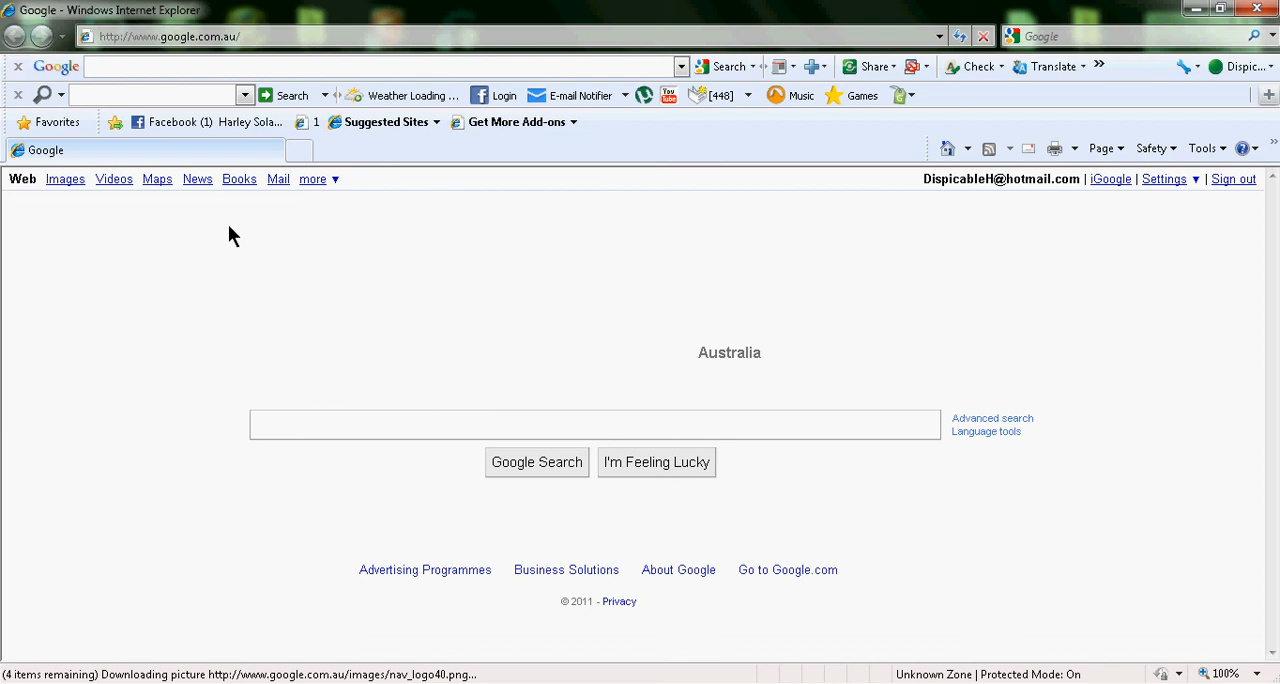 Google - Windows Internet Explorer
http://www.google.com.au/ Google
Google Search Share Check Translate Dispic...
Search Weather Loading ... Login E-mail Notifier You Tube [448] Music Games
Favorites Facebook (1) Harley Sola... 1 Suggested Sites Get More Add-ons
Google Page Safety Tools
Web Images Videos Maps News Books Mail more DispicableH@hotmail.com | iGoogle | Settings | Sign out
Australia
Advanced search
Language tools
Google Search I'm Feeling Lucky
Advertising Programmes Business Solutions About Google Go to Google.com
© 2011 - Privacy
(4 items remaining) Downloading picture http://www.google.com.au/images/nav_logo40.png... Unknown Zone | Protected Mode: On 100%